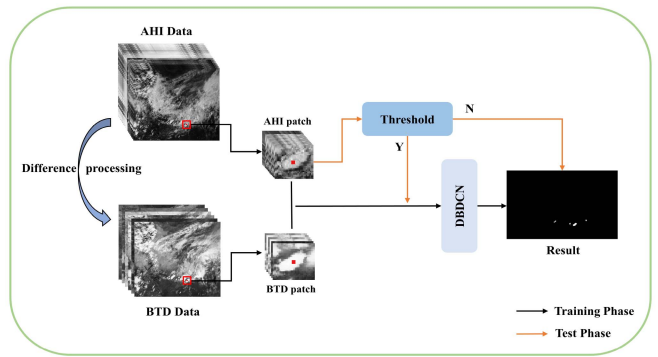 AHI Data
AHI patch
Threshold
N
Y
Difference processing
DBDCN
BTD patch
BTD Data
Result
Training Phase
Test Phase